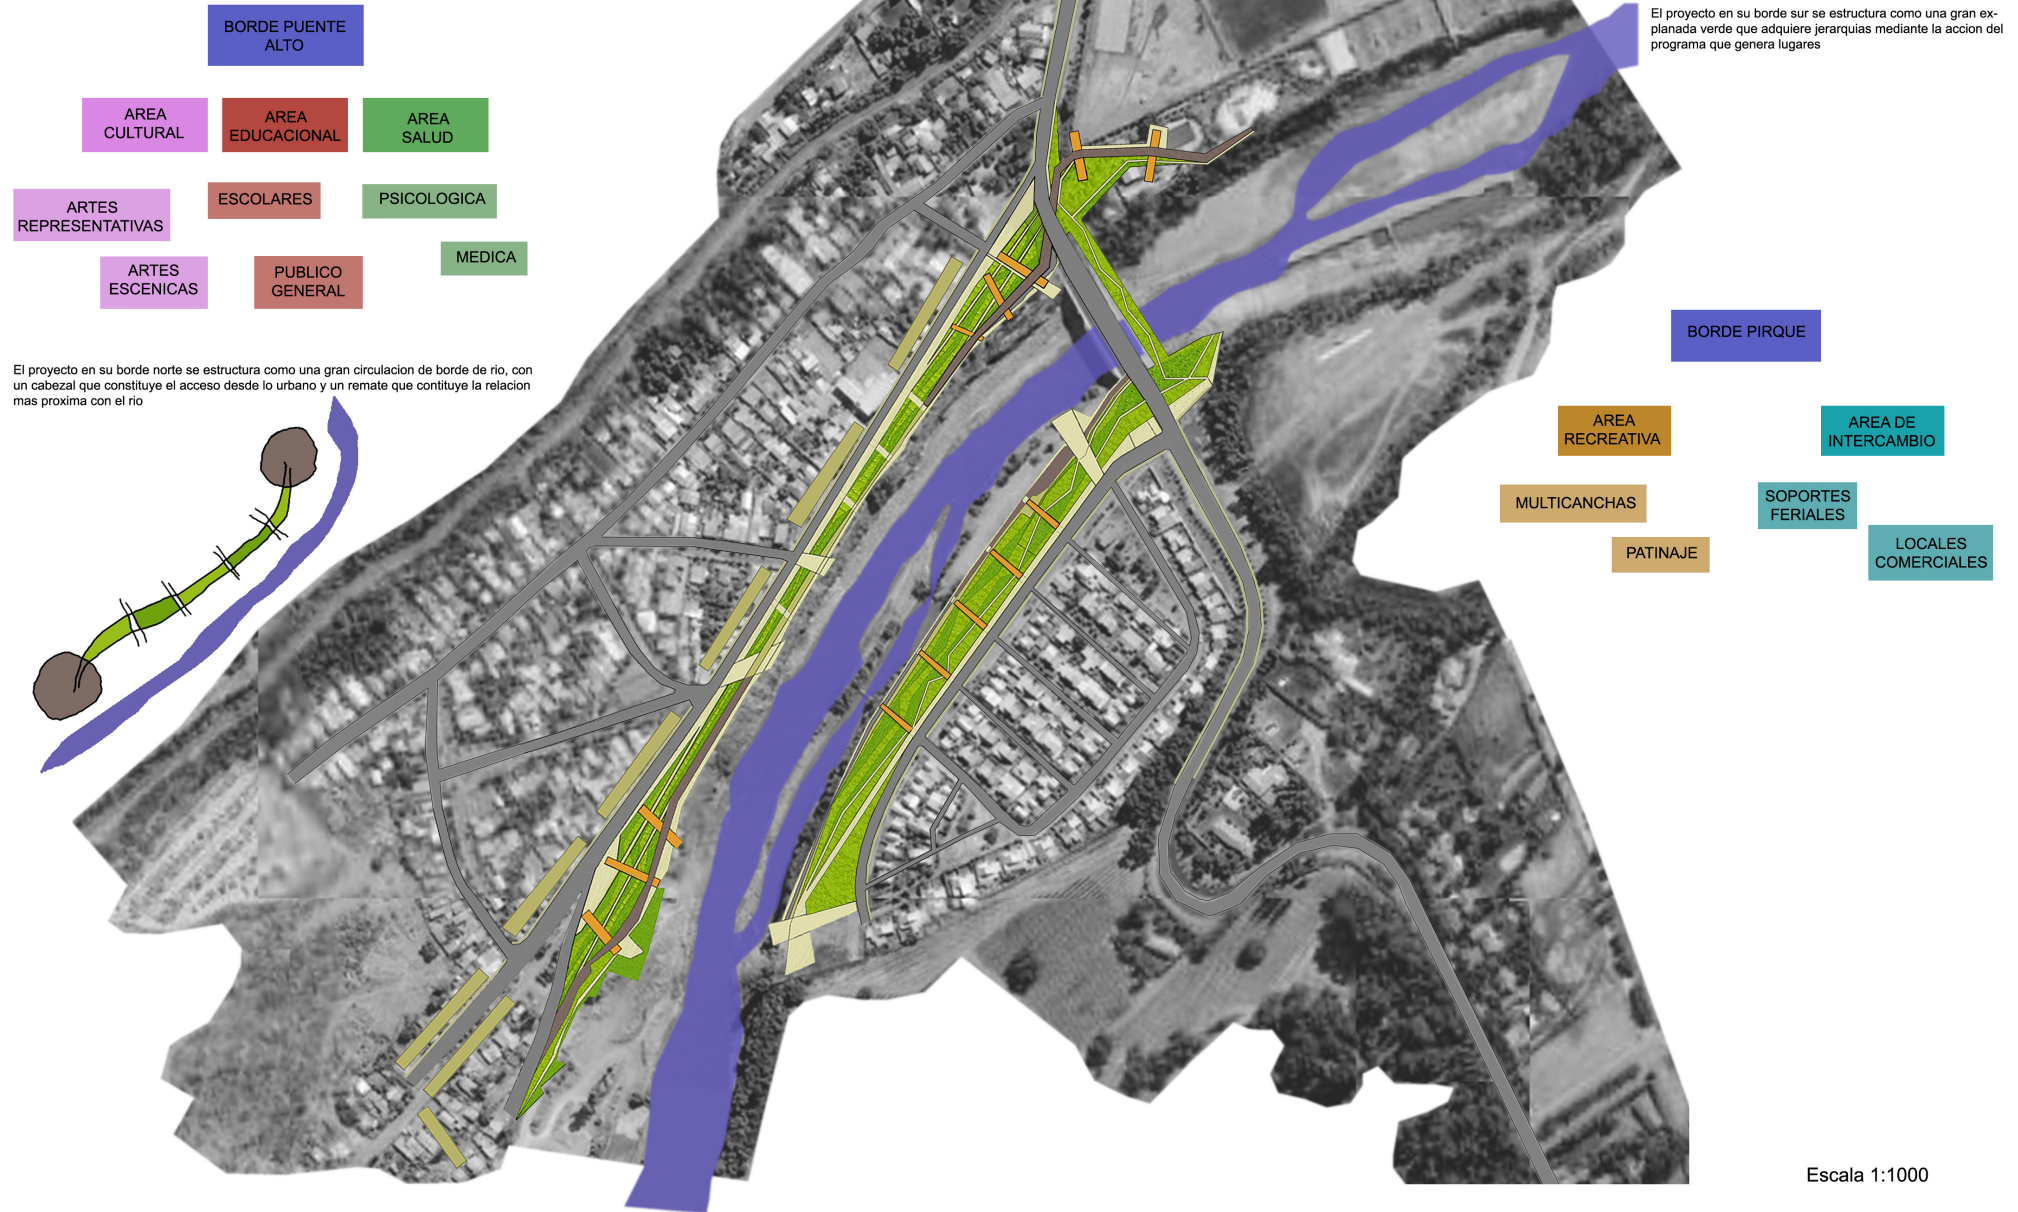 BORDE PUENTE
ALTO
AREA
CULTURAL
AREA
EDUCACIONAL
AREA
SALUD
ARTES
REPRESENTATIVAS
ESCOLARES
PSICOLOGICA
ARTES
ESCENICAS
PUBLICO
GENERAL
MEDICA
El proyecto en su borde norte se estructura como una gran circulacion de borde de rio, con
un cabezal que constituye el acceso desde lo urbano y un remate que contituye la relacion
mas proxima con el rio
El proyecto en su borde sur se estructura como una gran ex-
planada verde que adquiere jerarquias mediante la accion del
programa que genera lugares
BORDE PIRQUE
AREA
RECREATIVA
AREA DE
INTERCAMBIO
MULTICANCHAS
SOPORTES
FERIALES
PATINAJE
LOCALES
COMERCIALES
Escala 1:1000